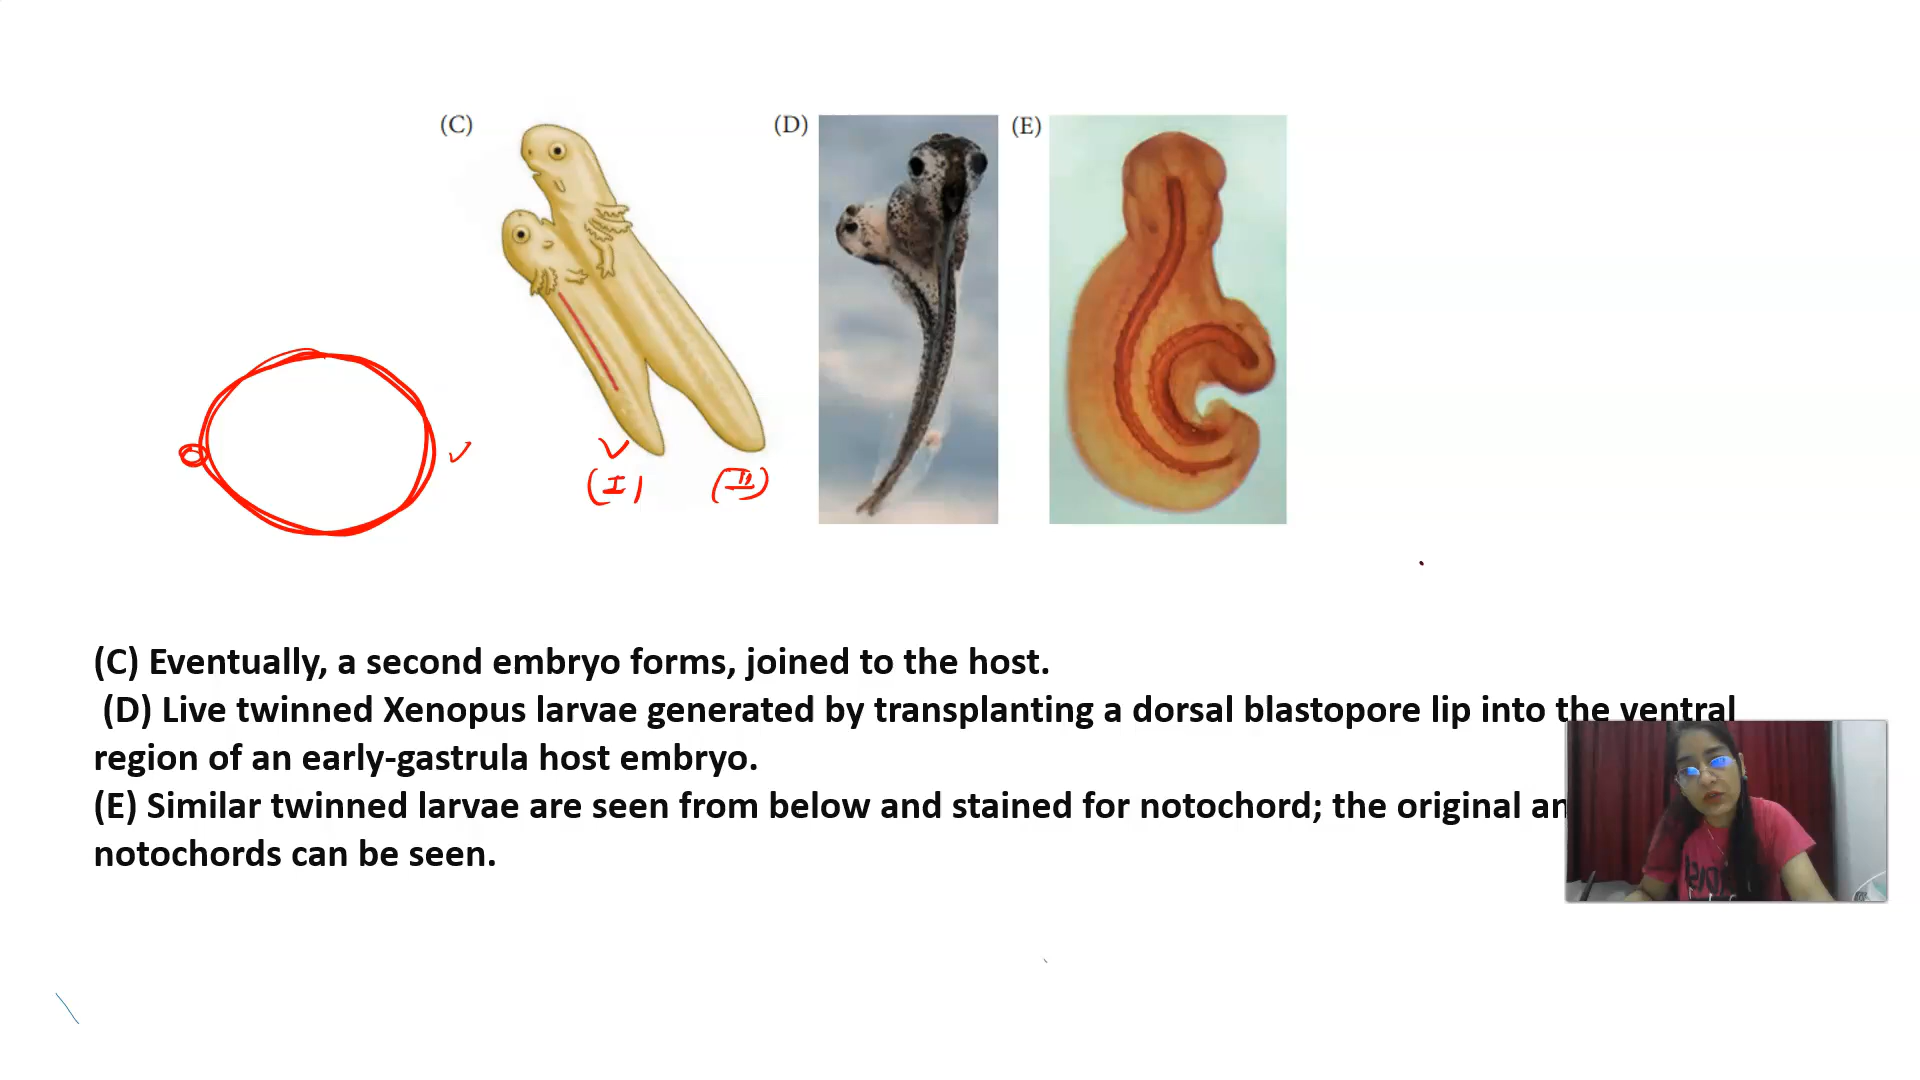 (C) (D) (E)
(I) (II)
(C) Eventually, a second embryo forms, joined to the host.
(D) Live twinned Xenopus larvae generated by transplanting a dorsal blastopore lip into the ventral
region of an early-gastrula host embryo.
(E) Similar twinned larvae are seen from below and stained for notochord; the original
notochords can be seen.